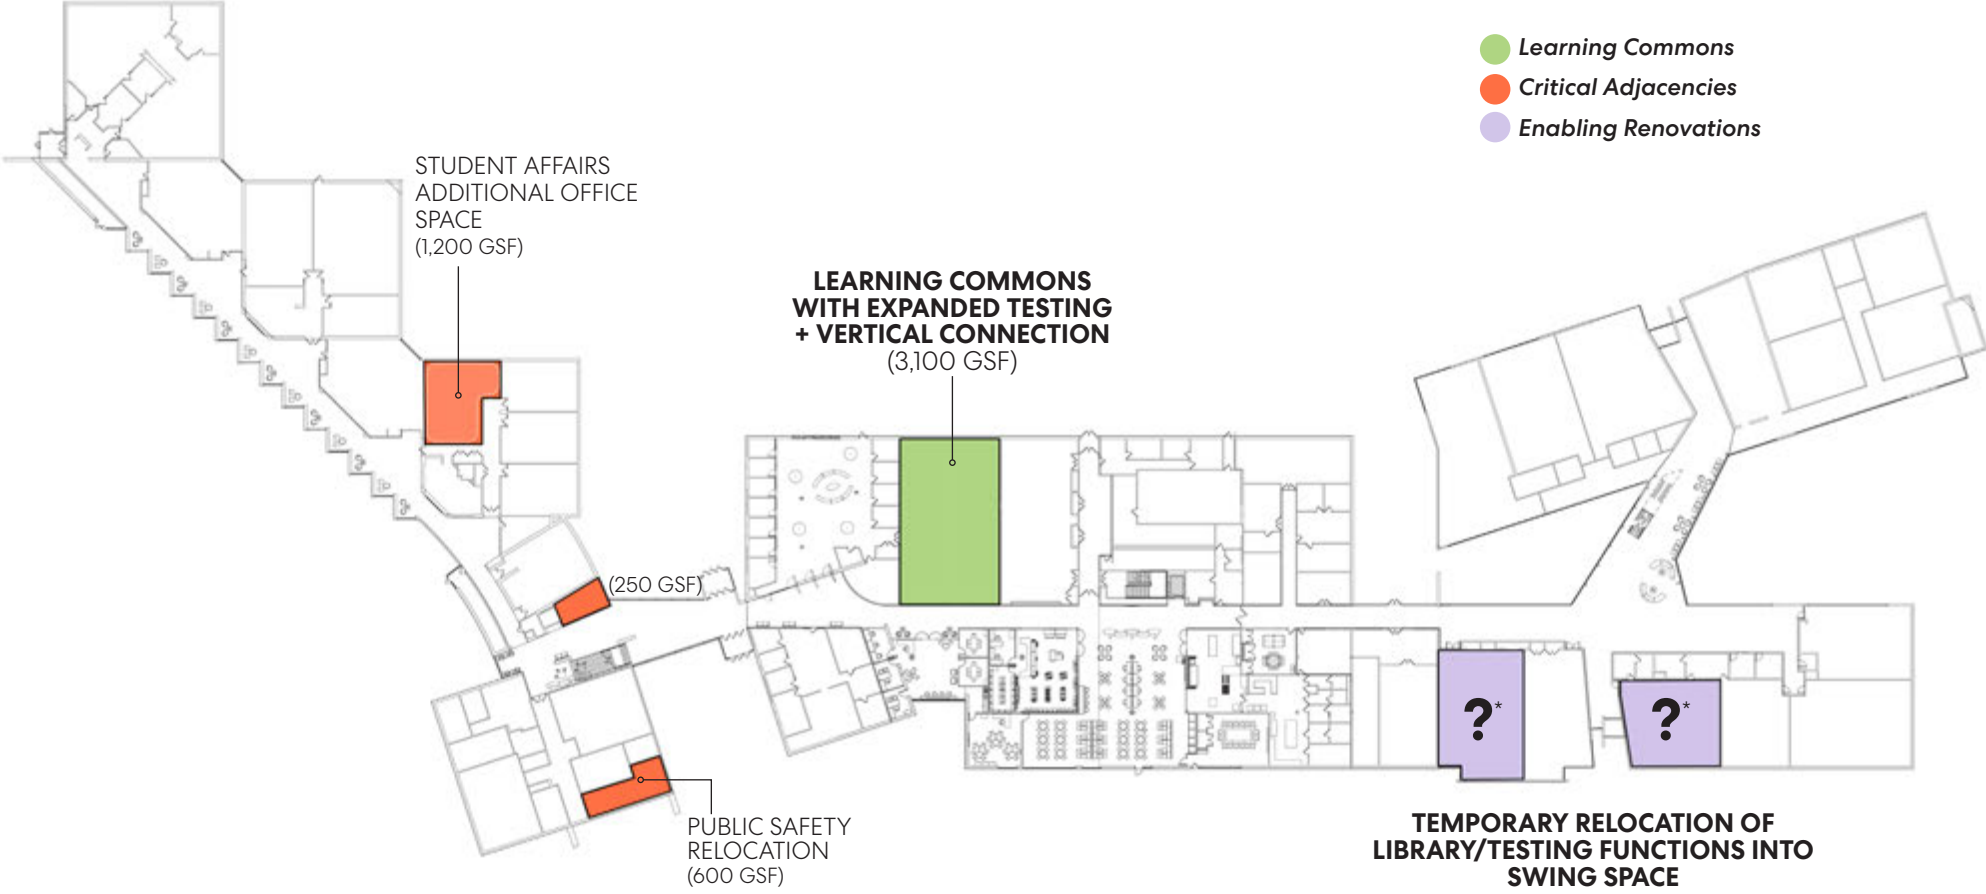 Learning Commons
Critical Adjacencies
Enabling Renovations
STUDENT AFFAIRS
ADDITIONAL OFFICE
SPACE
(1,200 GSF)
LEARNING COMMONS
WITH EXPANDED TESTING
+ VERTICAL CONNECTION
(3,100 GSF)
(250 GSF)
?*
?*
PUBLIC SAFETY
RELOCATION
(600 GSF)
TEMPORARY RELOCATION OF
LIBRARY/TESTING FUNCTIONS INTO
SWING SPACE